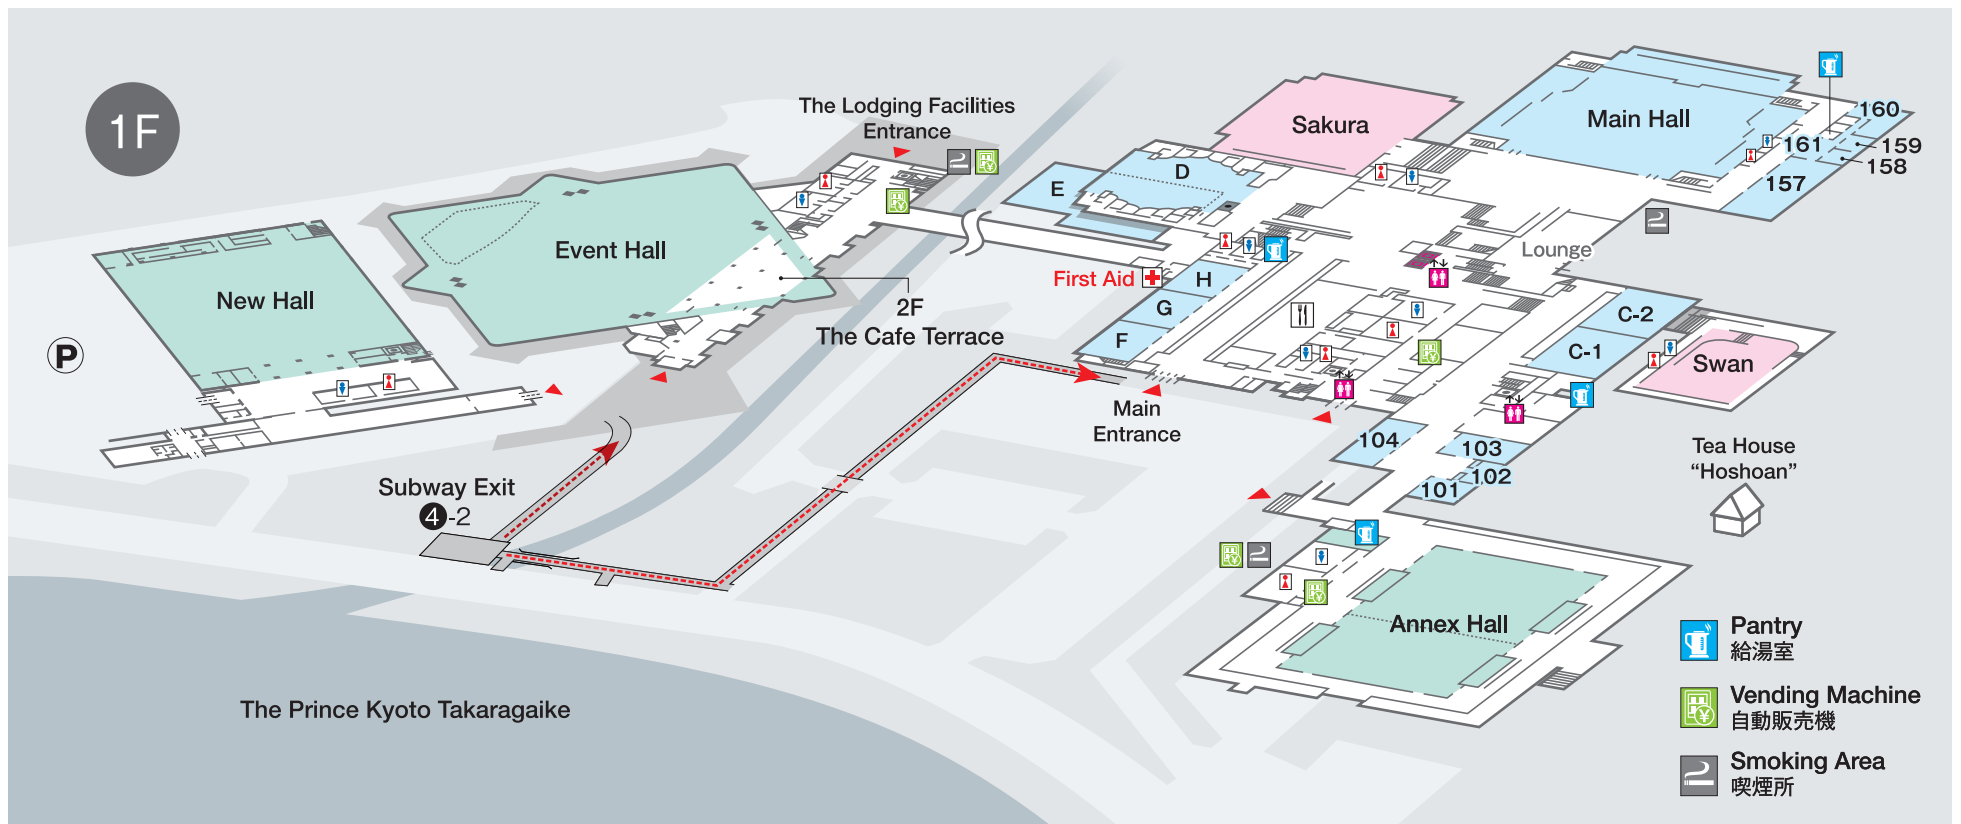 1F
The Lodging Facilities
Entrance
Sakura
Main Hall
160
161
159
158
157
D
E
Event Hall
New Hall
Lounge
First Aid
H
G
F
2F
The Cafe Terrace
C-2
C-1
Swan
P
Main
Entrance
104
103
102
101
Tea House
“Hoshoan”
Subway Exit
4-2
Annex Hall
The Prince Kyoto Takaragaike
Pantry
給湯室
Vending Machine
自動販売機
Smoking Area
喫煙所